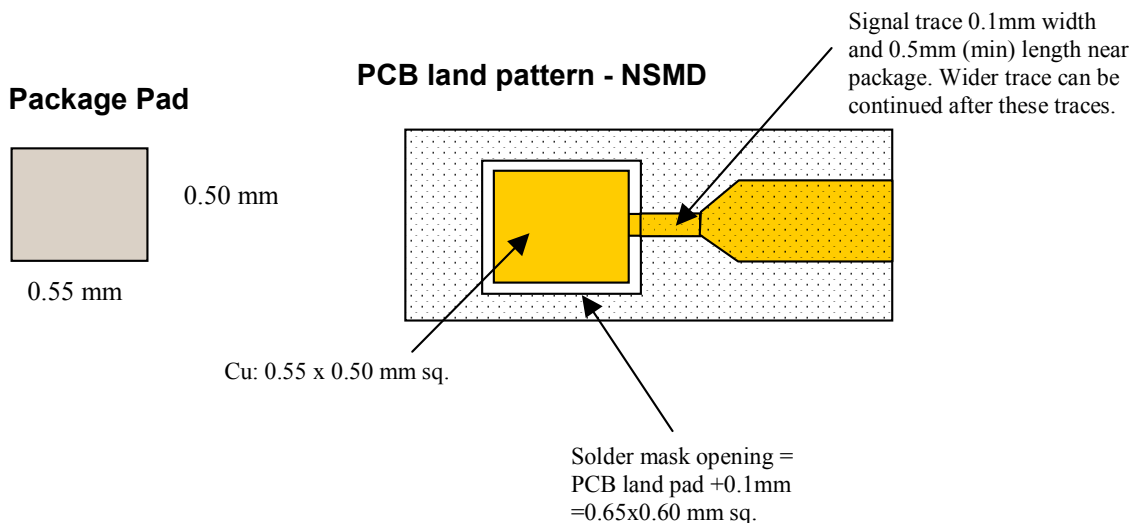 Signal trace 0.1mm width
and 0.5mm (min) length near
package. Wider trace can be
continued after these traces.
PCB land pattern - NSMD
Package Pad
0.50 mm
0.55 mm
Cu: 0.55 x 0.50 mm sq.
Solder mask opening =
PCB land pad +0.1mm
=0.65x0.60 mm sq.